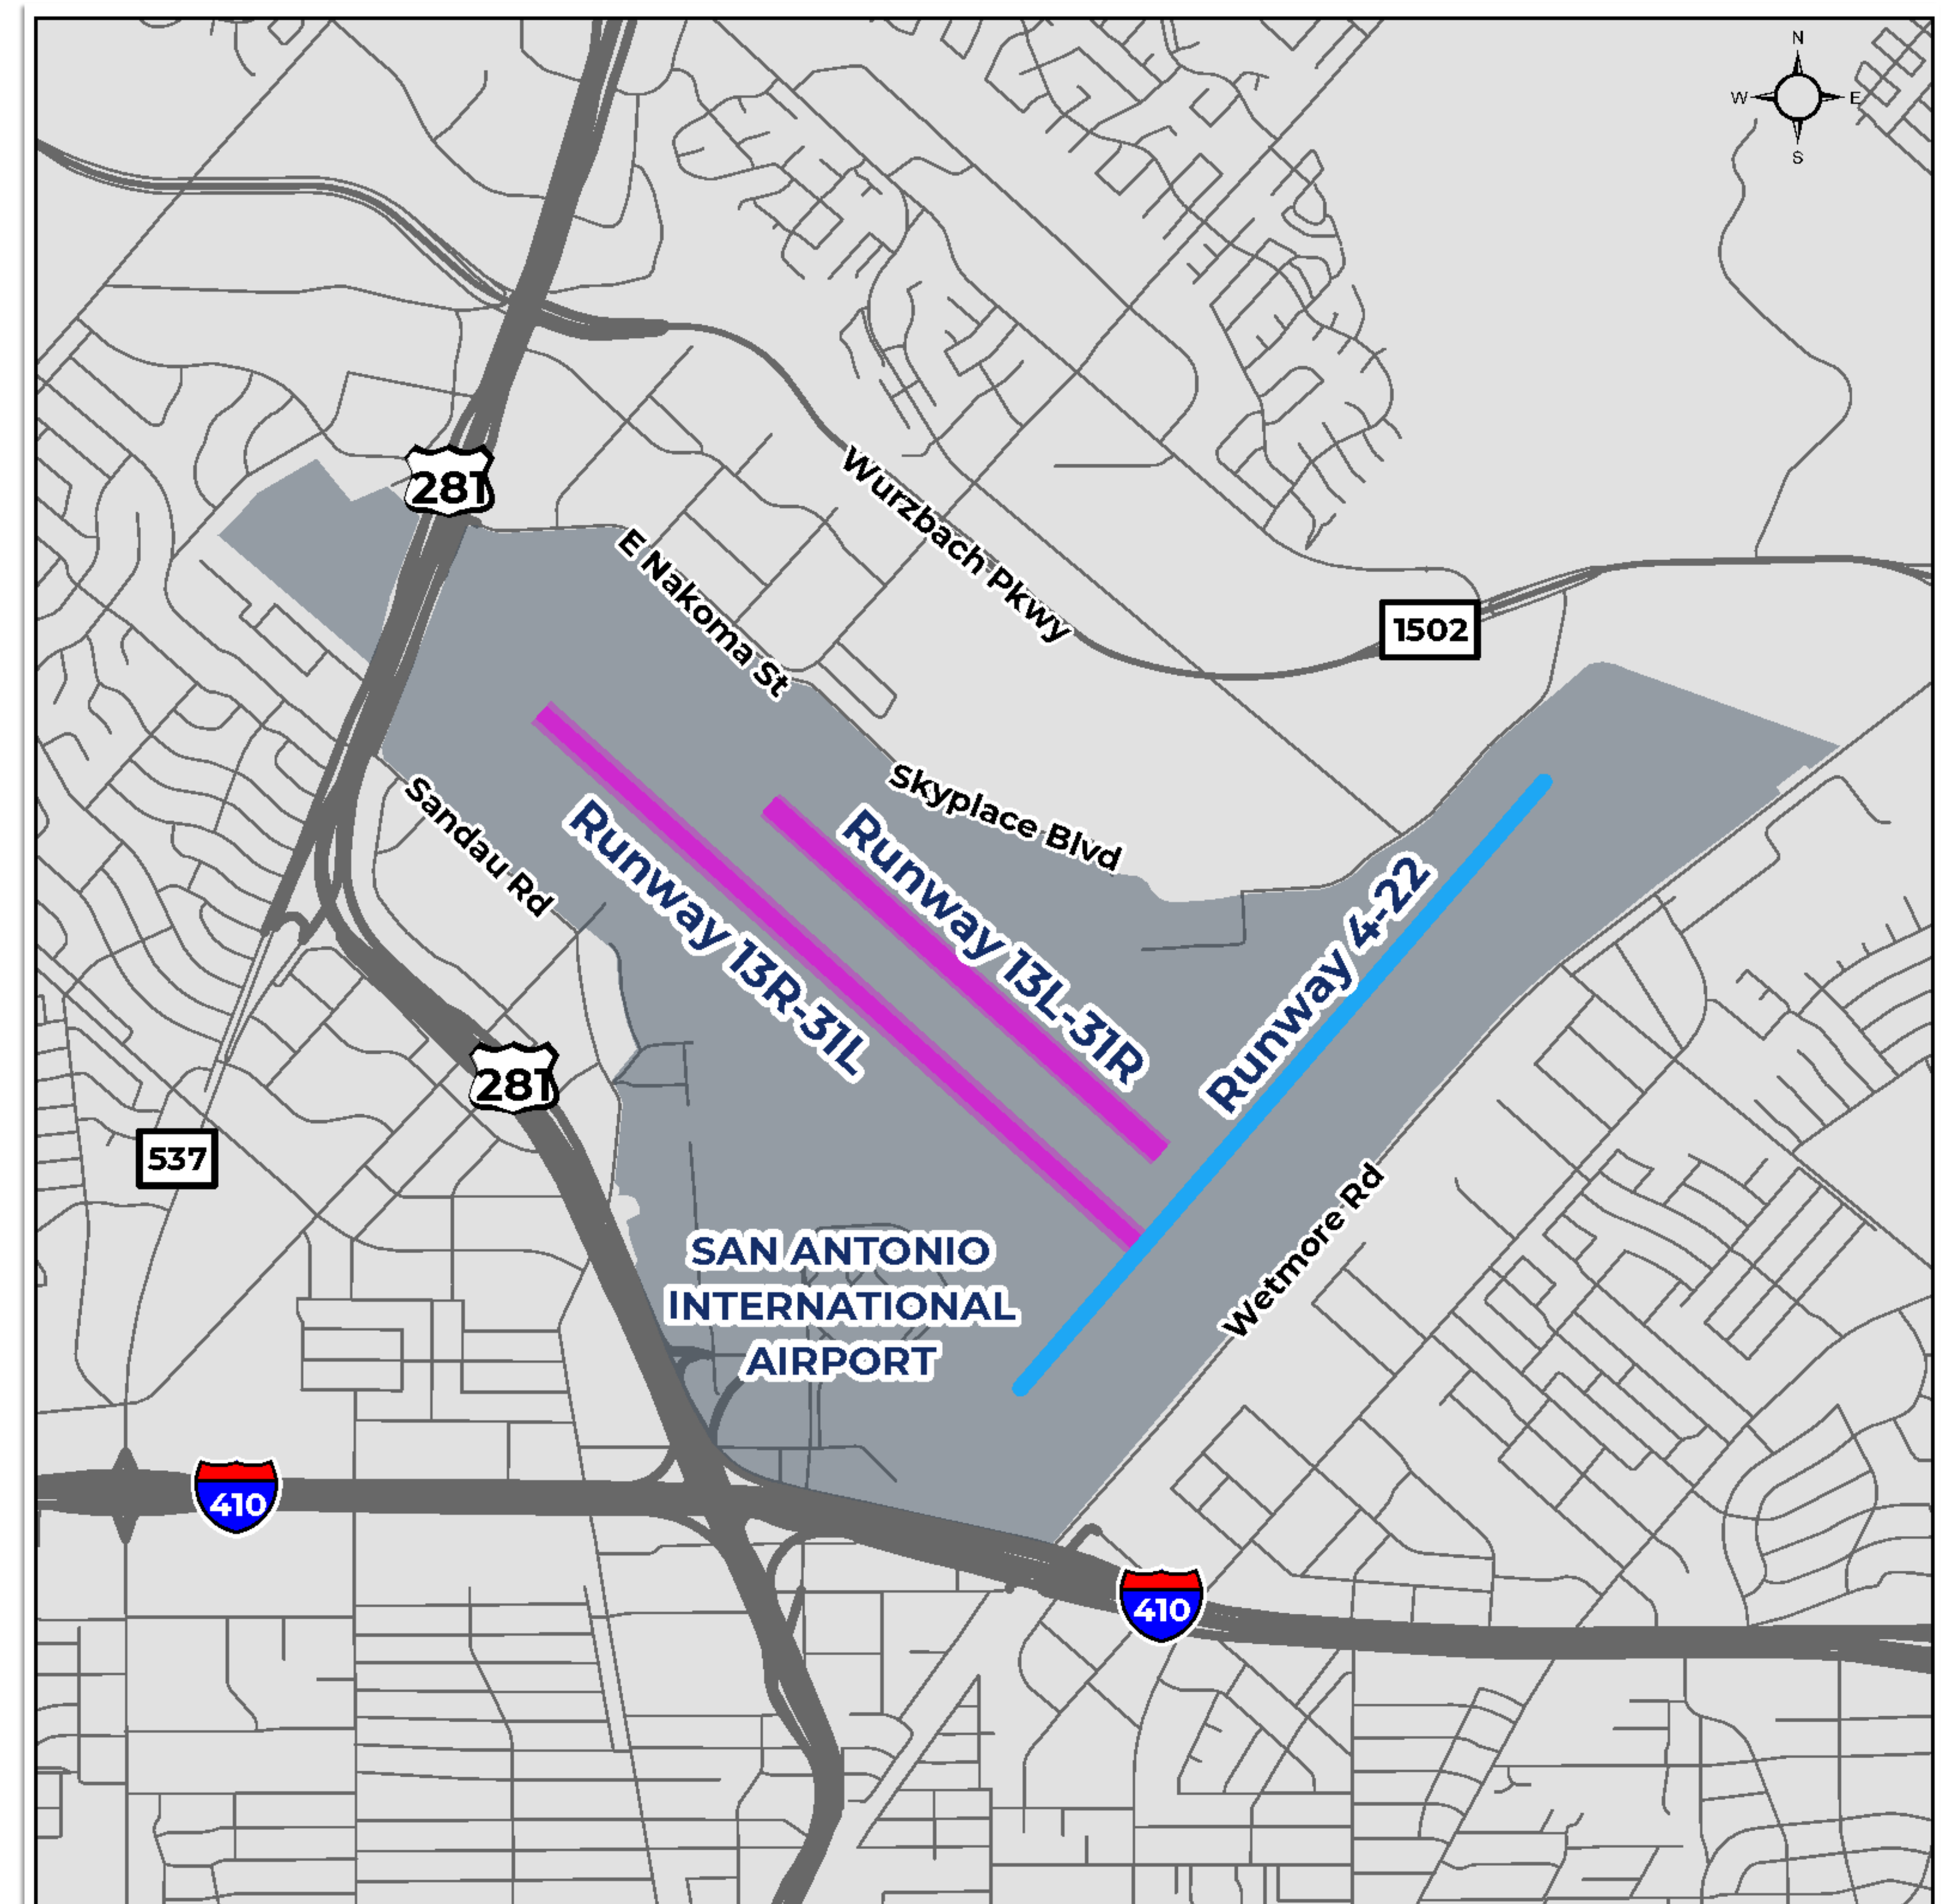 N
W E
S
281
Wurzbach Pkwy
E Nakoma St
1502
Skyplace Blvd
Sandau Rd
Runway 13R-31L
Runway 13L-31R
Runway 4-22
281
537
Wetmore Rd
SAN ANTONIO
INTERNATIONAL
AIRPORT
410
410